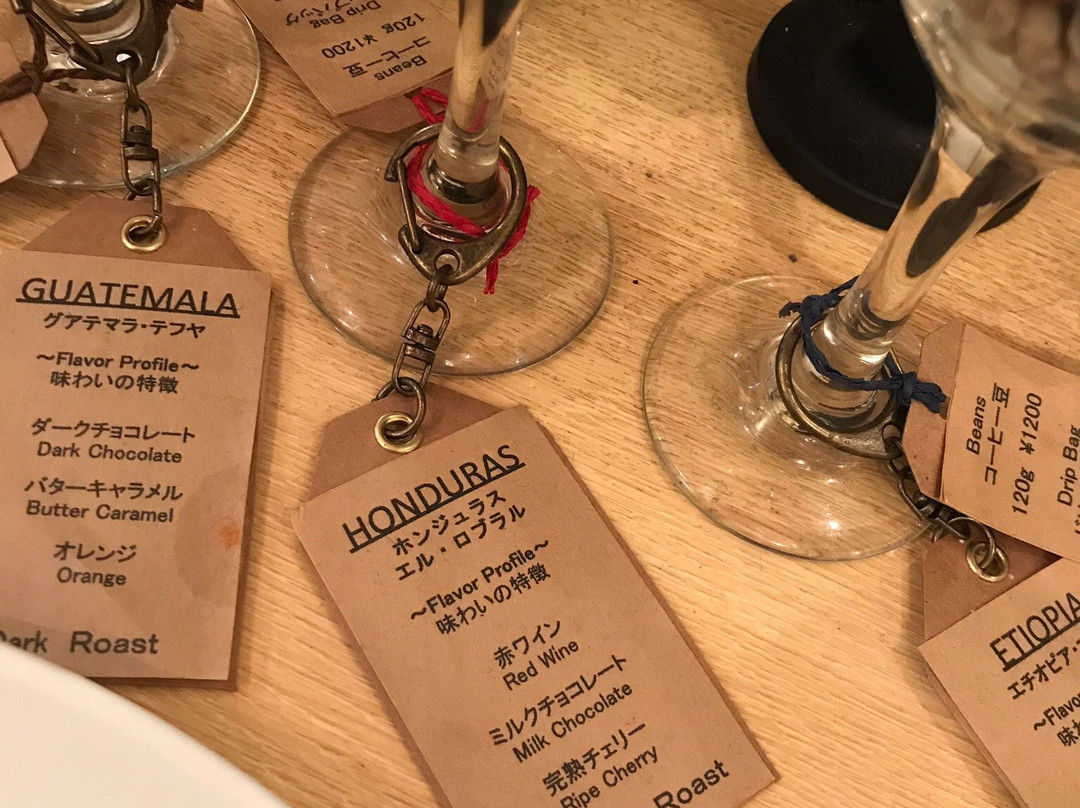 Drip Bag
120g ¥1200
コーヒー豆
Beans
GUATEMALA
グアテマラ・テフヤ
~Flavor Profile~
味わいの特徴
ダークチョコレート
Dark Chocolate
バターキャラメル
Butter Caramel
オレンジ
Orange
Dark Roast
HONDURAS
ホンジュラス
エル・ロブラル
~Flavor Profile~
味わいの特徴
赤ワイン
Red Wine
ミルクチョコレート
Milk Chocolate
完熟チェリー
Ripe Cherry
Roast
Beans
コーヒー豆
120g ¥1200
Drip Bag
ETIOPIA
エチオピア・
~Flavo
味わ